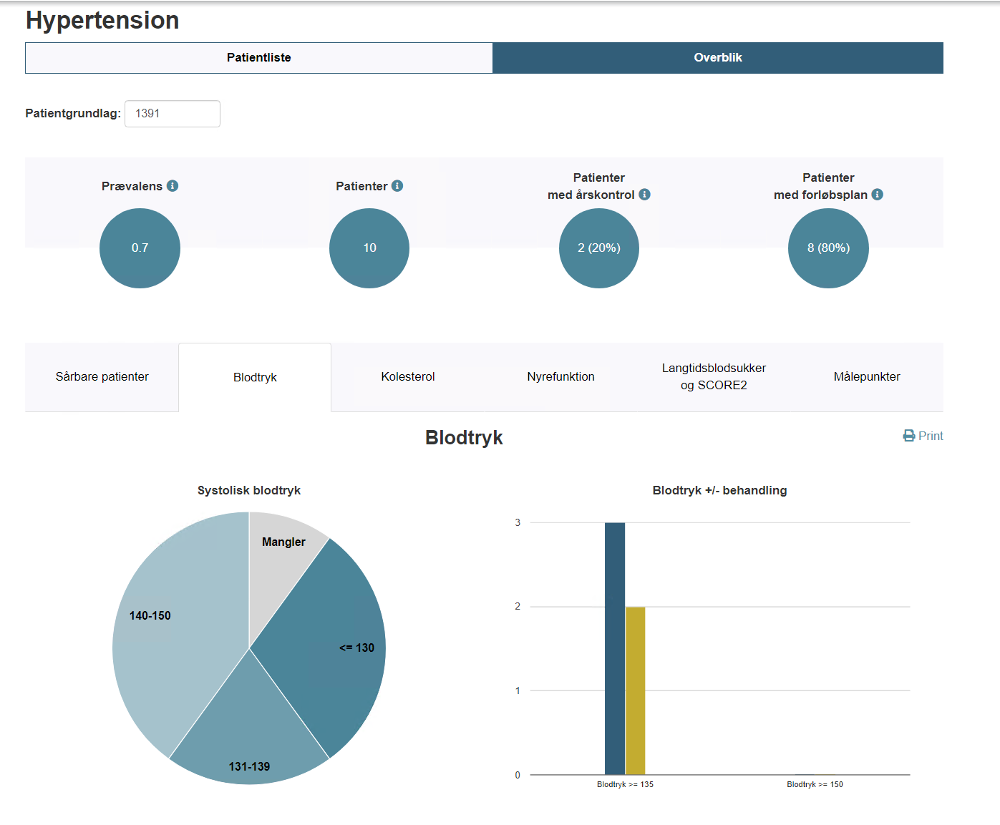 Hypertension
Patientliste
Overblik
Patientgrundlag: 1391
Prævalens
Patienter
Patienter
med årskontrol
Patienter
med forløbsplan
0.7
10
2 (20%)
8 (80%)
Sårbare patienter
Blodtryk
Kolesterol
Nyrefunktion
Langtidsblodsukker
og SCORE2
Målepunkter
Blodtryk
Print
Systolisk blodtryk
Mangler
140-150
<= 130
131-139
Blodtryk +/- behandling
3
2
1
0
Blodtryk >= 135
Blodtryk >= 150